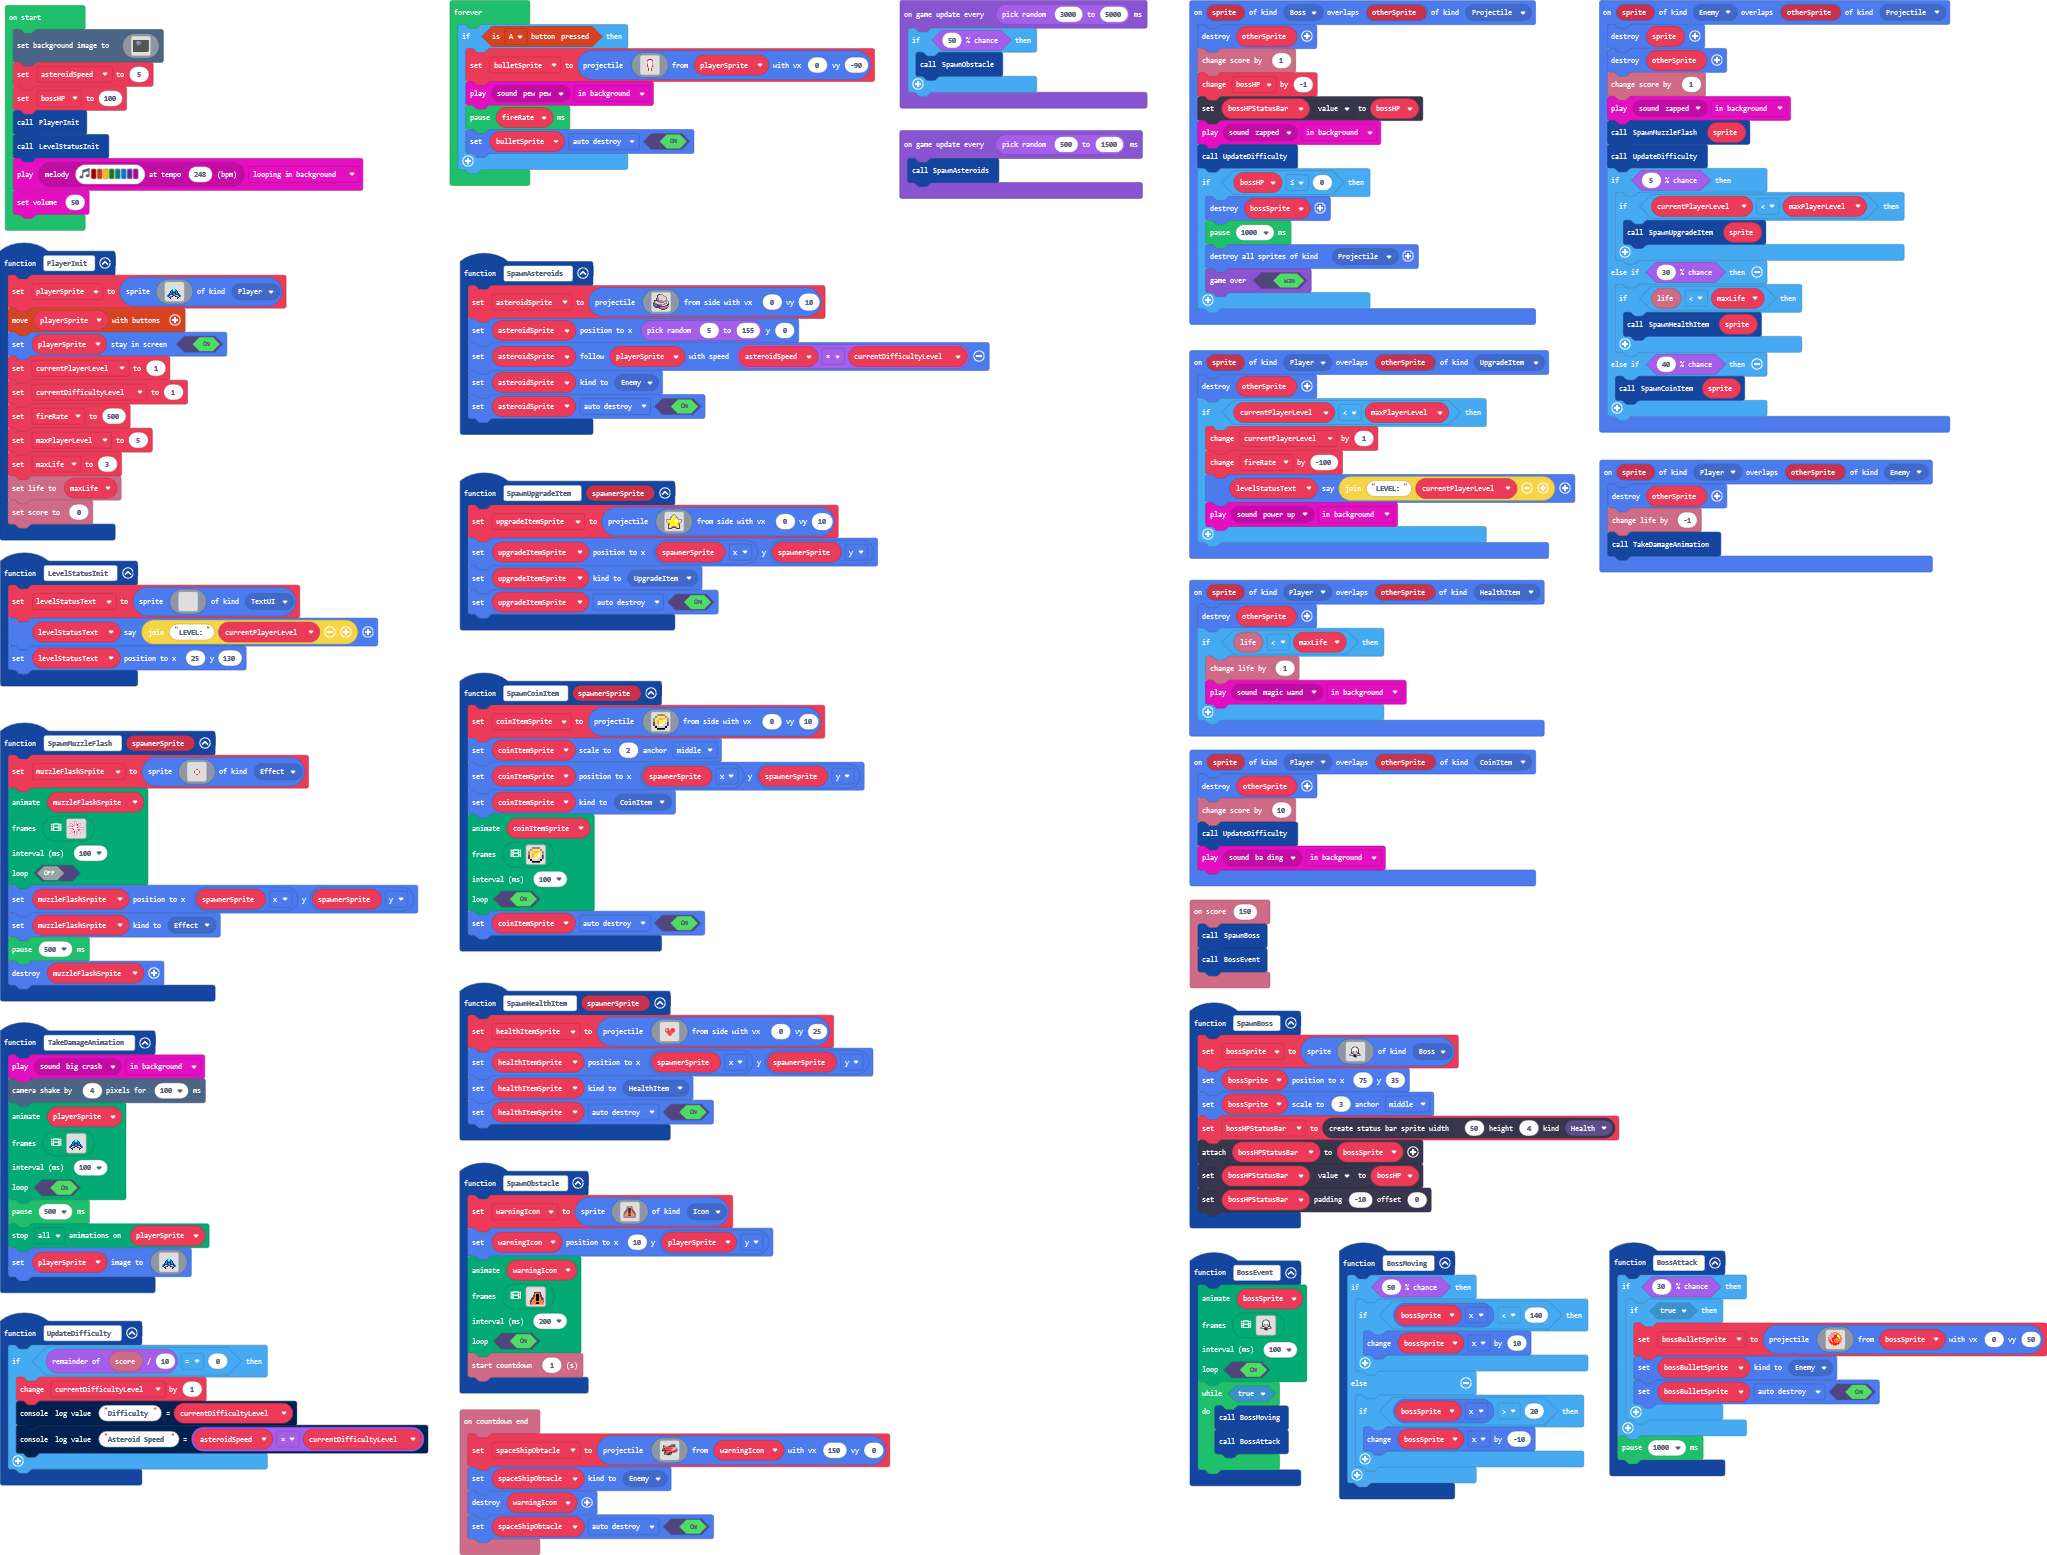 on start
set background image to
set asteroidSpeed to 5
set bossHP to 100
call PlayerInit
call LevelStatusInit
play melody at tempo 248 (bpm) looping in background
set volume 50
function PlayerInit
set playerSprite to sprite of kind Player
move playerSprite with buttons
set playerSprite stay in screen ON
set currentPlayerLevel to 1
set currentDifficultyLevel to 1
set fireRate to 500
set maxPlayerLevel to 5
set maxLife to 3
set life to maxLife
set score to 0
function LevelStatusInit
set levelStatusText to sprite of kind TextUI
levelStatusText say join "LEVEL: " currentPlayerLevel
set levelStatusText position to x 25 y 130
function SpawnMuzzleFlash spawnerSprite
set muzzleFlashSrpite to sprite of kind Effect
animate muzzleFlashSrpite
frames
interval (ms) 100
loop OFF
set muzzleFlashSrpite position to x spawnerSprite x y spawnerSprite y
set muzzleFlashSrpite kind to Effect
pause 500 ms
destroy muzzleFlashSrpite
function TakeDamageAnimation
play sound big crash in background
camera shake by 4 pixels for 100 ms
animate playerSprite
frames
interval (ms) 100
loop ON
pause 500 ms
stop all animations on playerSprite
set playerSprite image to
function UpdateDifficulty
if remainder of score / 10 = 0 then
change currentDifficultyLevel by 1
console log value "Difficulty" = currentDifficultyLevel
console log value "Asteroid Speed" = asteroidSpeed x currentDifficultyLevel
forever
if is A button pressed then
set bulletSprite to projectile from playerSprite with vx 0 vy -90
play sound pew pew in background
pause fireRate ms
set bulletSprite auto destroy ON
function SpawnAsteroids
set asteroidSprite to projectile from side with vx 0 vy 10
set asteroidSprite position to x pick random 5 to 155 y 0
set asteroidSprite follow playerSprite with speed asteroidSpeed x currentDifficultyLevel
set asteroidSprite kind to Enemy
set asteroidSprite auto destroy ON
function SpawnUpgradeItem spawnerSprite
set upgradeItemSprite to projectile from side with vx 0 vy 10
set upgradeItemSprite position to x spawnerSprite x y spawnerSprite y
set upgradeItemSprite kind to UpgradeItem
set upgradeItemSprite auto destroy ON
function SpawnCoinItem spawnerSprite
set coinItemSprite to projectile from side with vx 0 vy 10
set coinItemSprite scale to 2 anchor middle
set coinItemSprite position to x spawnerSprite x y spawnerSprite y
set coinItemSprite kind to CoinItem
animate coinItemSprite
frames
interval (ms) 100
loop ON
set coinItemSprite auto destroy ON
function SpawnHealthItem spawnerSprite
set healthItemSprite to projectile from side with vx 0 vy 25
set healthItemSprite position to x spawnerSprite x y spawnerSprite y
set healthItemSprite kind to HealthItem
set healthItemSprite auto destroy ON
function SpawnObstacle
set warningIcon to sprite of kind Icon
set warningIcon position to x 10 y playerSprite y
animate warningIcon
frames
interval (ms) 200
loop ON
start countdown 1 (s)
on countdown end
set spaceShipObtacle to projectile from warningIcon with vx 150 vy 0
set spaceShipObtacle kind to Enemy
destroy warningIcon
set spaceShipObtacle auto destroy ON
on game update every pick random 3000 to 5000 ms
if 50 % chance then
call SpawnObstacle
on game update every pick random 500 to 1500 ms
call SpawnAsteroids
on sprite of kind Boss overlaps otherSprite of kind Projectile
destroy otherSprite
change score by 1
change bossHP by -1
set bossHPStatusBar value to bossHP
play sound zapped in background
call UpdateDifficulty
if bossHP ≤ 0 then
destroy bossSprite
pause 1000 ms
destroy all sprites of kind Projectile
game over WIN
on sprite of kind Player overlaps otherSprite of kind UpgradeItem
destroy otherSprite
if currentPlayerLevel < maxPlayerLevel then
change currentPlayerLevel by 1
change fireRate by -100
levelStatusText say join "LEVEL: " currentPlayerLevel
play sound power up in background
on sprite of kind Player overlaps otherSprite of kind HealthItem
destroy otherSprite
if life < maxLife then
change life by 1
play sound magic wand in background
on sprite of kind Player overlaps otherSprite of kind CoinItem
destroy otherSprite
change score by 10
call UpdateDifficulty
play sound ba ding in background
on score 150
call SpawnBoss
call BossEvent
function SpawnBoss
set bossSprite to sprite of kind Boss
set bossSprite position to x 75 y 35
set bossSprite scale to 3 anchor middle
set bossHPStatusBar to create status bar sprite width 50 height 4 kind Health
attach bossHPStatusBar to bossSprite
set bossHPStatusBar value to bossHP
set bossHPStatusBar padding -10 offset 0
function BossEvent
animate bossSprite
frames
interval (ms) 100
loop ON
while true
do call BossMoving
call BossAttack
function BossMoving
if 50 % chance then
if bossSprite x < 140 then
change bossSprite x by 10
else
if bossSprite x > 20 then
change bossSprite x by -10
function BossAttack
if 30 % chance then
if true then
set bossBulletSprite to projectile from bossSprite with vx 0 vy 50
set bossBulletSprite kind to Enemy
set bossBulletSprite auto destroy ON
pause 1000 ms
on sprite of kind Enemy overlaps otherSprite of kind Projectile
destroy sprite
destroy otherSprite
change score by 1
play sound zapped in background
call SpawnMuzzleFlash sprite
call UpdateDifficulty
if 5 % chance then
if currentPlayerLevel < maxPlayerLevel then
call SpawnUpgradeItem sprite
else if 30 % chance then
if life < maxLife then
call SpawnHealthItem sprite
else if 40 % chance then
call SpawnCoinItem sprite
on sprite of kind Player overlaps otherSprite of kind Enemy
destroy otherSprite
change life by -1
call TakeDamageAnimation